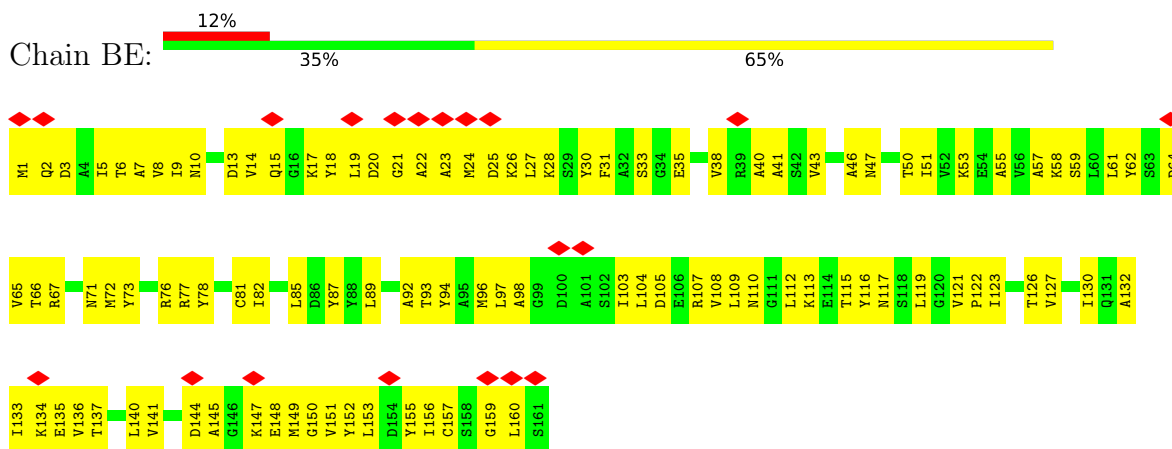 12%
Chain BE:
35% 65%
M1 Q2 D3 A4 I5 T6 A7 V8 I9 N10 D13 V14 Q15 G16 K17 Y18 L19 D20 G21 A22 A23 M24 D25 K26 L27 K28 S29 Y30 F31 A32 S33 G34 E35 V38 R39 A40 A41 S42 V43 A46 N47 T50 I51 V52 K53 E54 A55 V56 A57 K58 S59 L60 L61 Y62 S63
V65 T66 R67 N71 M72 Y73 R76 R77 Y78 C81 I82 L85 D86 Y87 Y88 L89 A92 T93 Y94 A95 M96 L97 A98 G99 D100 A101 S102 I103 L104 D105 E106 R107 V108 L109 N110 G111 L112 K113 E114 T115 Y116 N117 S118 L119 G120 V121 P122 I123 T126 V127 I130 Q131 A132
I133 K134 E135 V136 T137 L140 V141 D144 A145 G146 K147 E148 M149 G150 V151 Y152 L153 D154 Y155 I156 C157 S158 G159 L160 S161